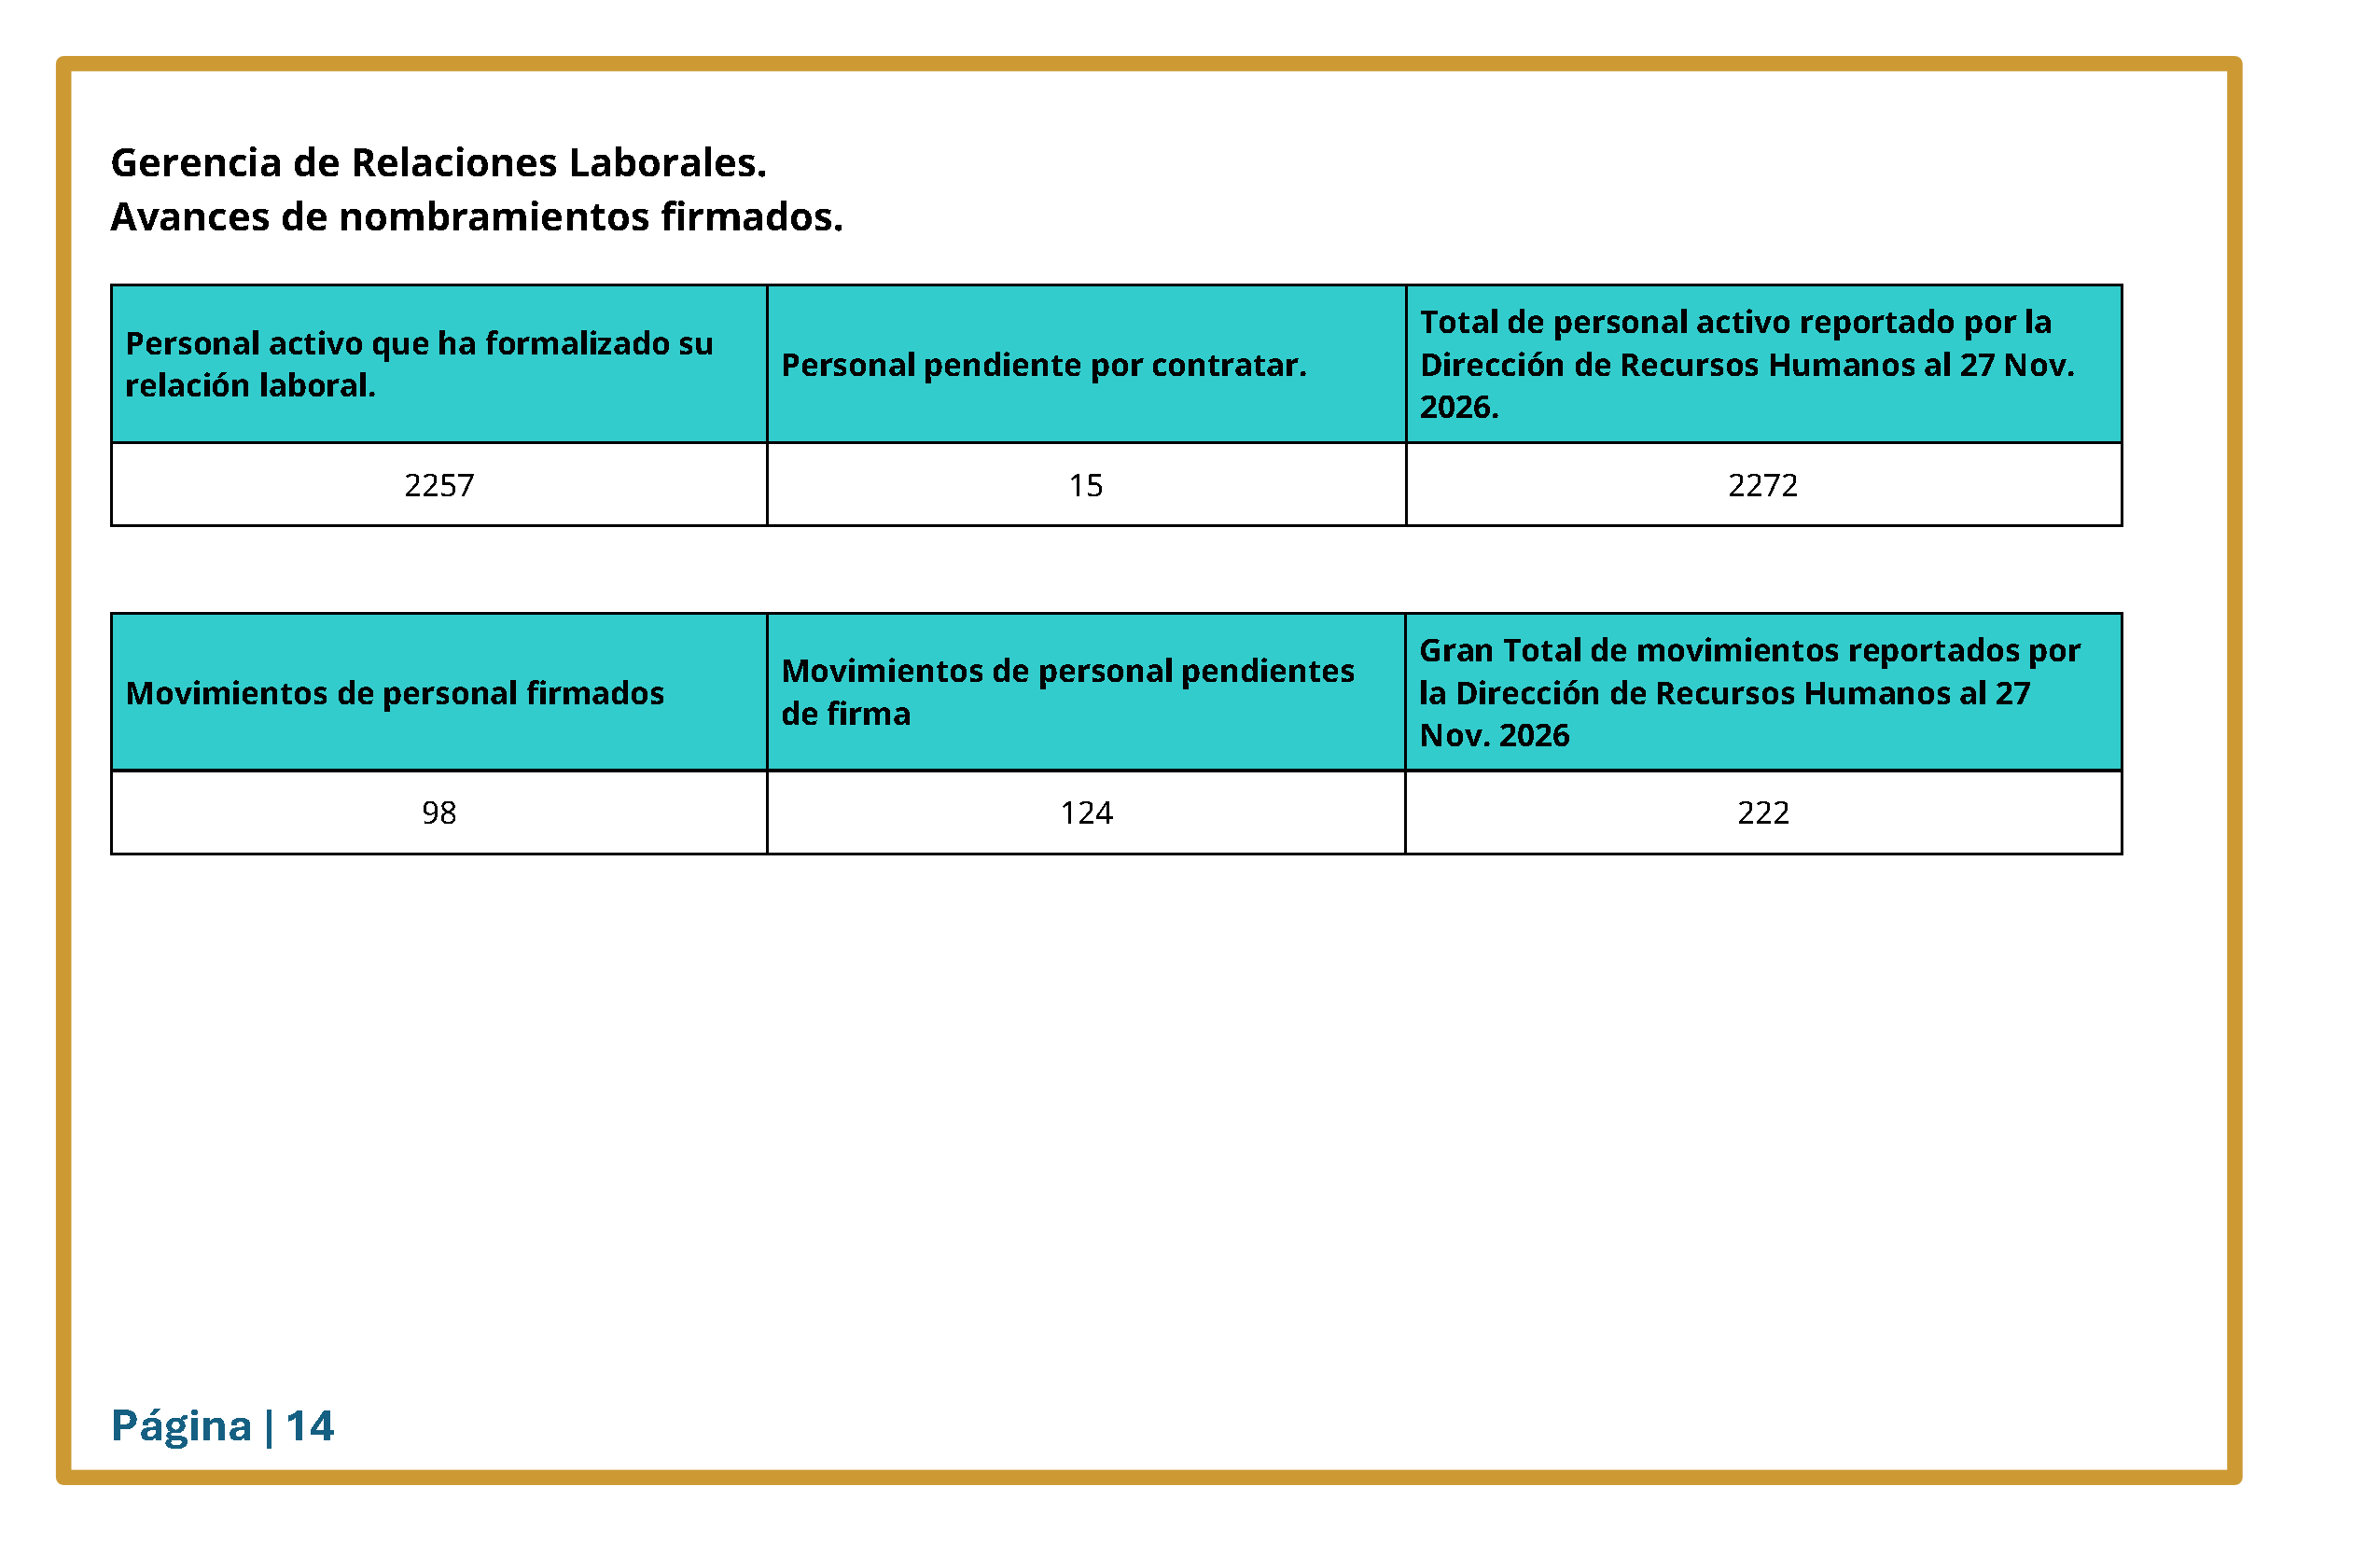 Gerencia de Relaciones Laborales.
Avances de nombramientos firmados.
Personal activo que ha formalizado su
relación laboral.
Personal pendiente por contratar.
Total de personal activo reportado por la
Dirección de Recursos Humanos al 27 Nov.
2026.
2257
15
2272
Movimientos de personal firmados
Movimientos de personal pendientes
de firma
Gran Total de movimientos reportados por
la Dirección de Recursos Humanos al 27
Nov. 2026
98
124
222
Página | 14